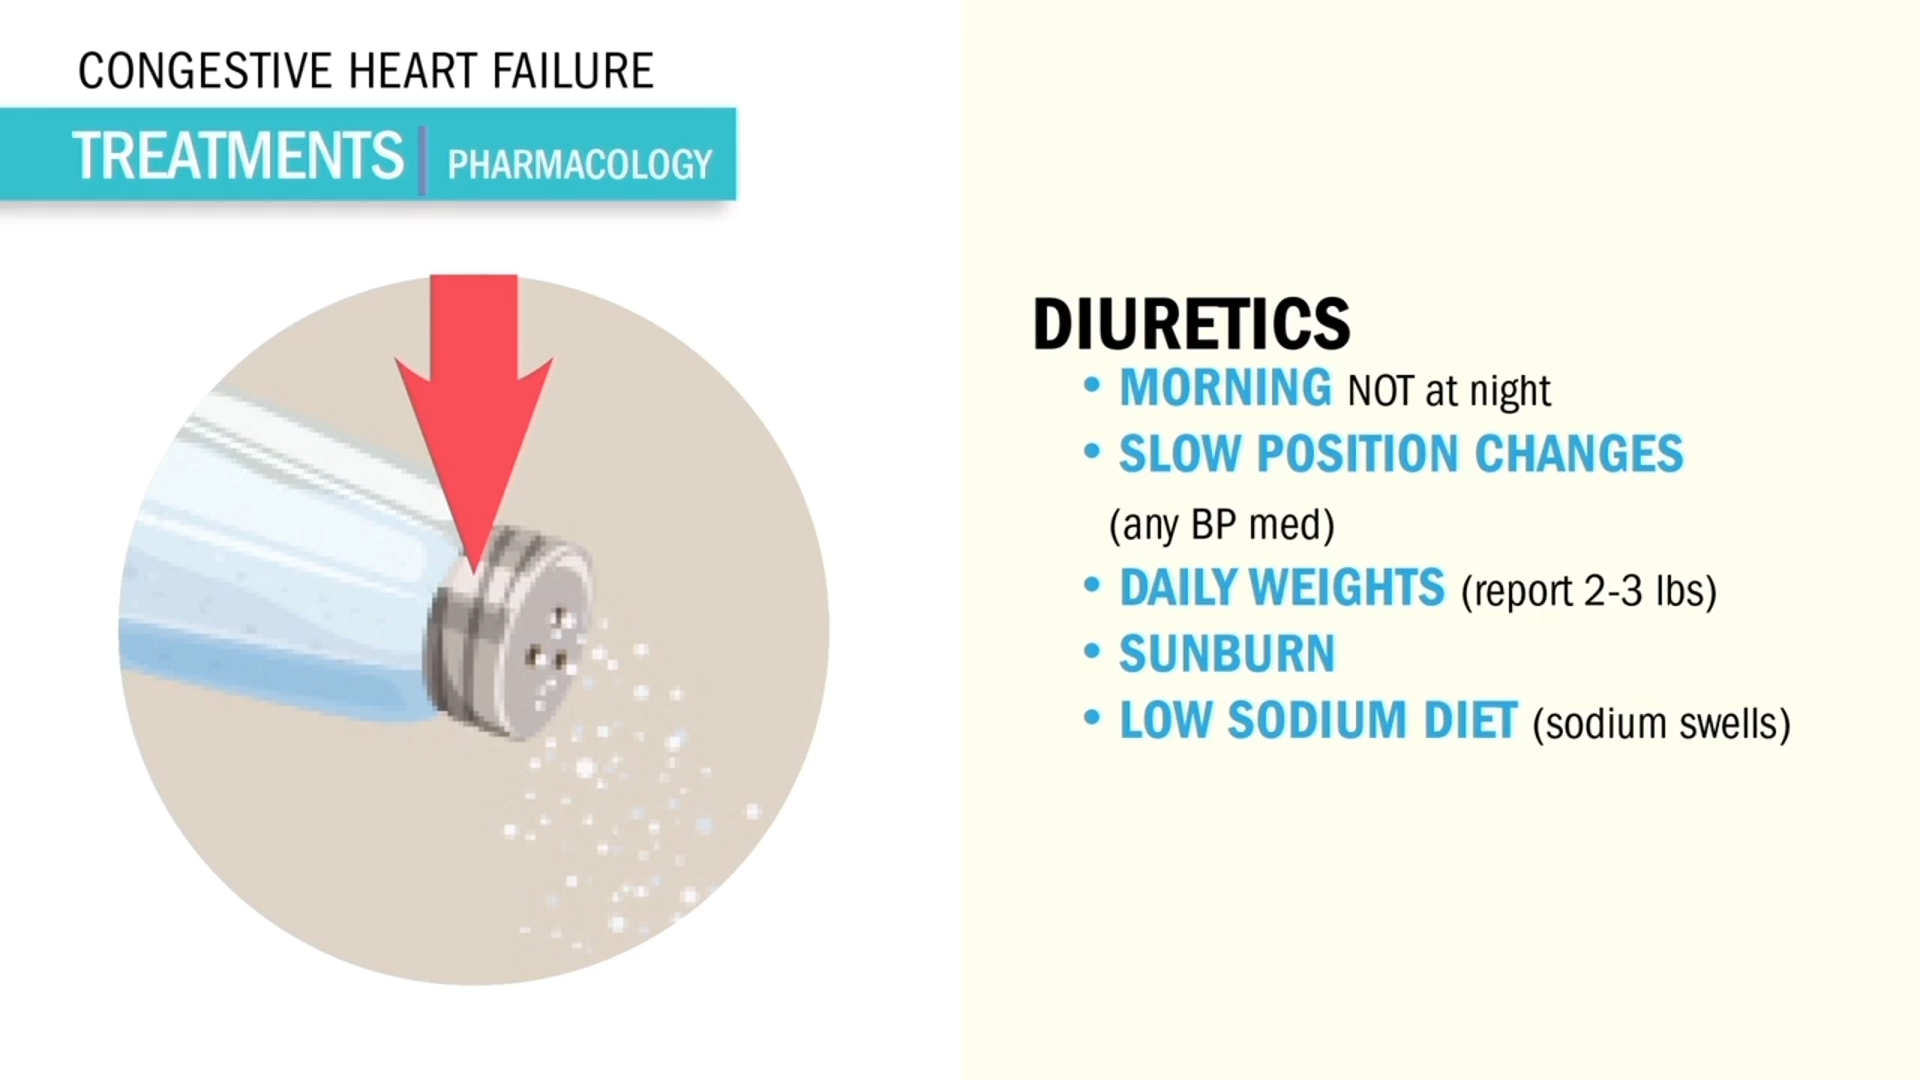 CONGESTIVE HEART FAILURE
TREATMENTS | PHARMACOLOGY
DIURETICS
• MORNING NOT at night
• SLOW POSITION CHANGES
(any BP med)
• DAILY WEIGHTS (report 2-3 lbs)
• SUNBURN
• LOW SODIUM DIET (sodium swells)